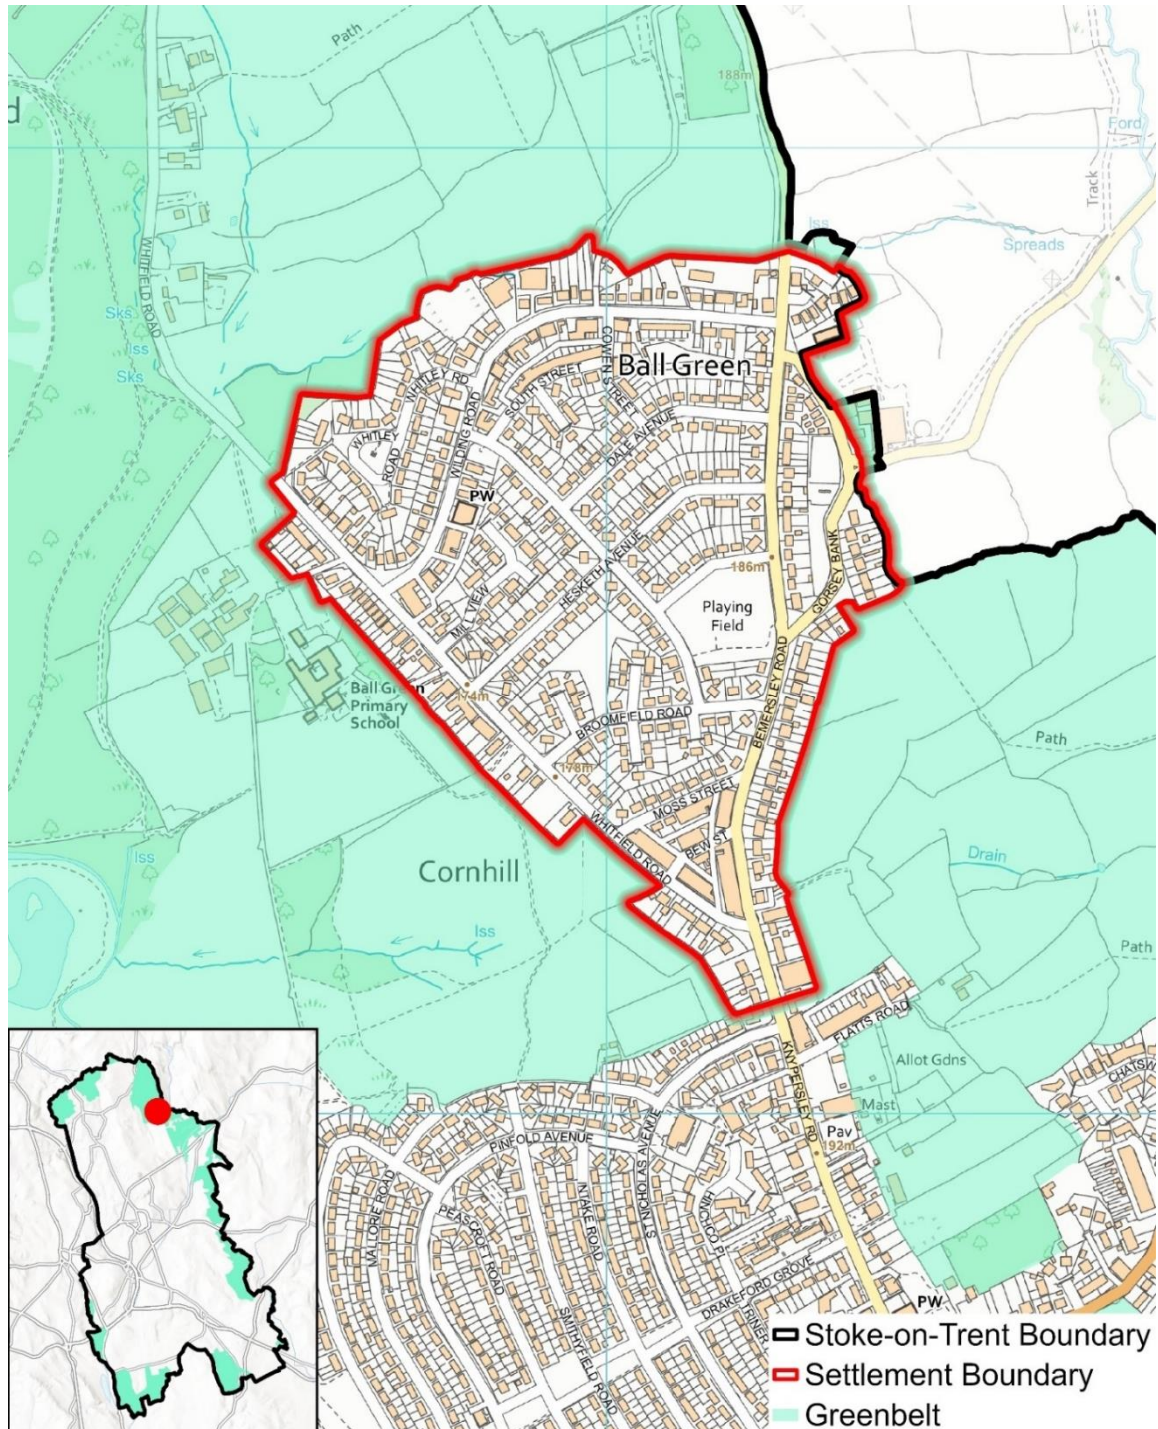 Path
188m
d
Ford
Track
Iss
Spreads
WHITFIELD ROAD
Sks
Iss
Sks
COWEN STREET
Ball Green
WHITLEY RD
SOUTH STREET
WILDING ROAD
WHITLEY ROAD
DALE AVENUE
PW
HESKETH AVENUE
186m
GORSEY BANK
Playing
Field
MILL VIEW
BEMERSLEY ROAD
174m
Ball Green
Primary
School
BROOMFIELD ROAD
Path
178m
MOSS STREET
WHITFIELD ROAD
BEW ST
Iss
Cornhill
Drain
Iss
Path
FLATTS ROAD
KNYPERSLEY RD
Allot Gdns
CHATSW
Mast
Pav
192m
PINFOLD AVENUE
ST NICHOLAS AVENUE
MALLORIE ROAD
PEASCROFT ROAD
INTAKE ROAD
HINCHCO PL
DRAKEFORD GROVE
SMITHYFIELD ROAD
PW
Stoke-on-Trent Boundary
Settlement Boundary
Greenbelt